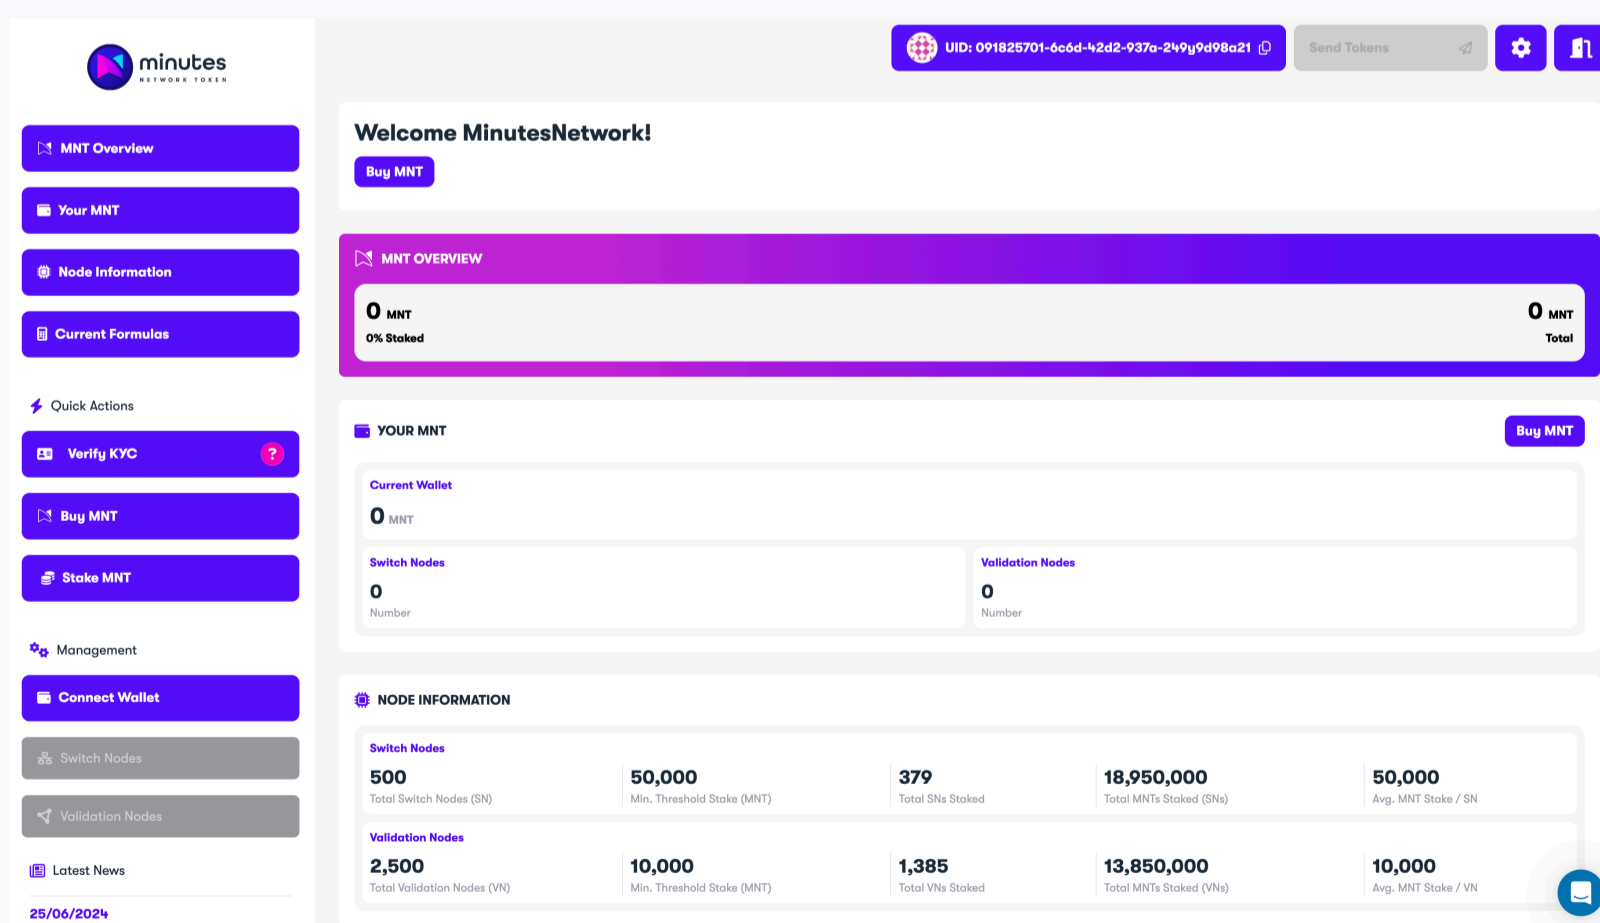 minutes
NETWORK TOKEN
UID: 091825701-6c6d-42d2-937a-249y9d98a21
Send Tokens
MNT Overview
Your MNT
Node Information
Current Formulas
Quick Actions
Verify KYC ?
Buy MNT
Stake MNT
Management
Connect Wallet
Switch Nodes
Validation Nodes
Latest News
25/06/2024
Welcome MinutesNetwork!
Buy MNT
MNT OVERVIEW
0 MNT
0% Staked
0 MNT
Total
YOUR MNT
Buy MNT
Current Wallet
0 MNT
Switch Nodes
0
Number
Validation Nodes
0
Number
NODE INFORMATION
Switch Nodes
500 50,000 379 18,950,000 50,000
Total Switch Nodes (SN) Min. Threshold Stake (MNT) Total SNs Staked Total MNTs Staked (SNs) Avg. MNT Stake / SN
Validation Nodes
2,500 10,000 1,385 13,850,000 10,000
Total Validation Nodes (VN) Min. Threshold Stake (MNT) Total VNs Staked Total MNTs Staked (VNs) Avg. MNT Stake / VN